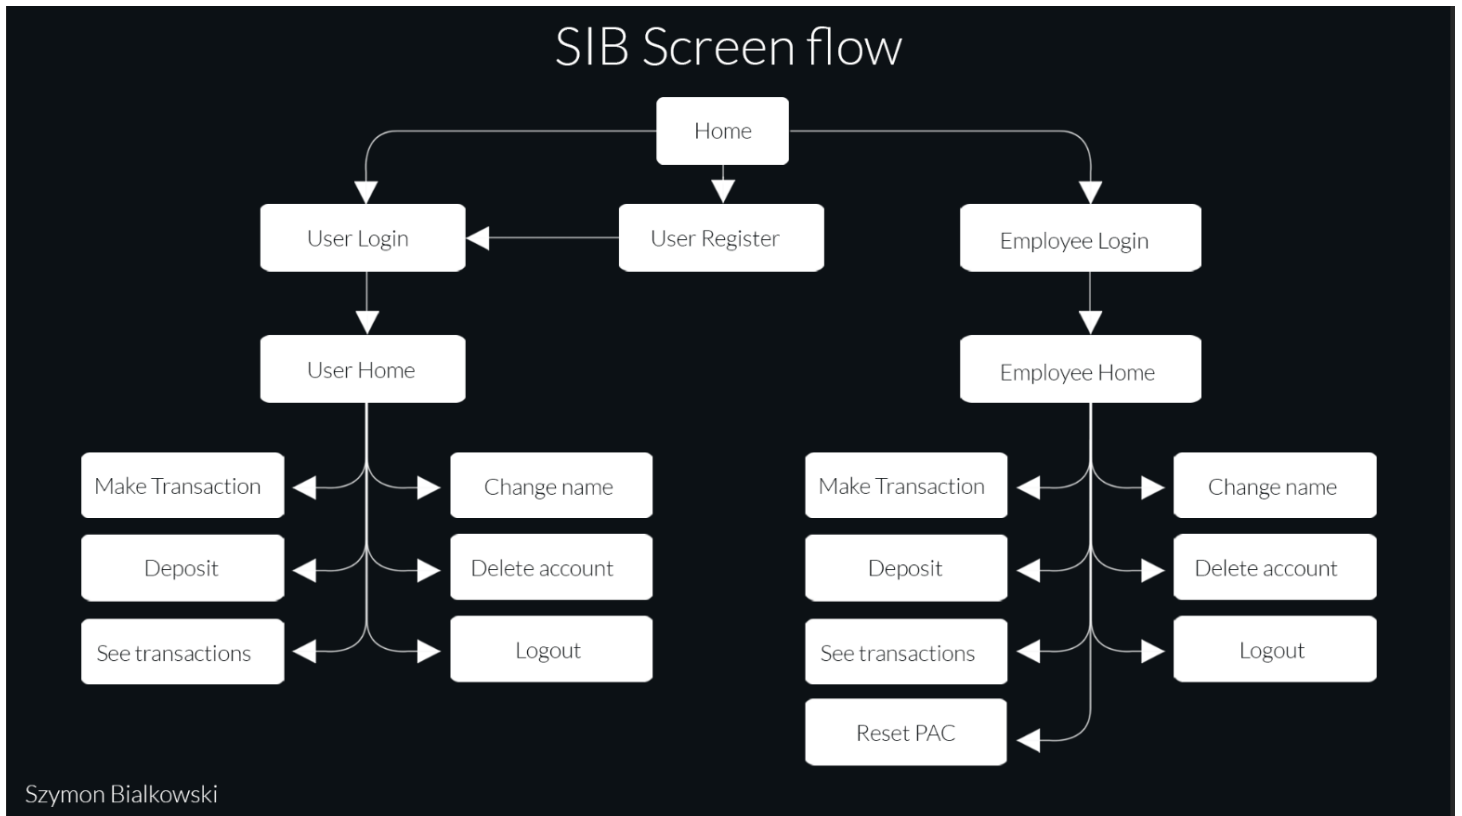 SIB Screen flow
Home
User Login
User Register
Employee Login
User Home
Employee Home
Make Transaction
Change name
Make Transaction
Change name
Deposit
Delete account
Deposit
Delete account
See transactions
Logout
See transactions
Logout
Reset PAC
Szymon Bialkowski